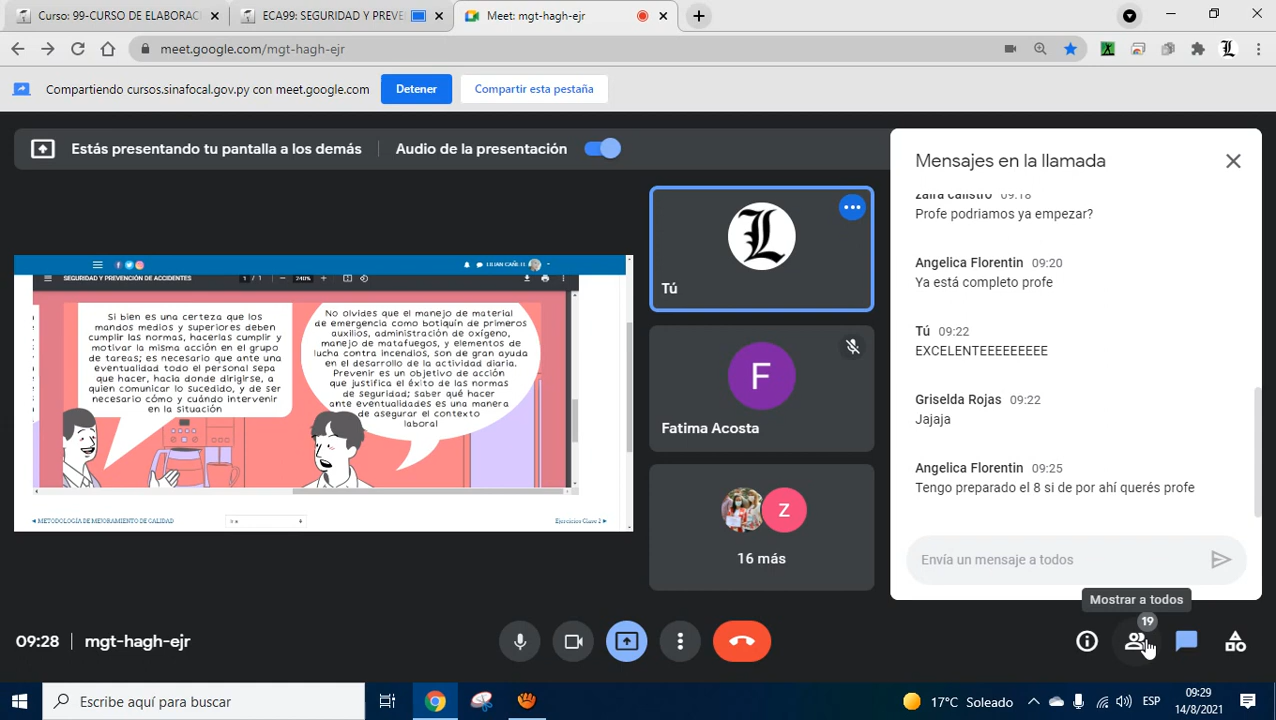 Curso: 99-CURSO DE ELABORAC
ECA99: SEGURIDAD Y PREVE
Meet: mgt-hagh-ejr
meet.google.com/mgt-hagh-ejr
Compartiendo cursos.sinafocal.gov.py con meet.google.com
Detener
Compartir esta pestaña
Estás presentando tu pantalla a los demás
Audio de la presentación
SEGURIDAD Y PREVENCIÓN DE ACCIDENTES
1 / 1
240%
Si bien es una certeza que los
mandos medios y superiores deben
cumplir las normas, hacerlas cumplir y
motivar la misma acción en el grupo
de tareas; es necesario que ante una
eventualidad todo el personal sepa
que hacer, hacia donde dirigirse, a
quien comunicar lo sucedido, y de ser
necesario cómo y cuándo intervenir
en la situación
No olvides que el manejo de material
de emergencia como botiquín de primeros
auxilios, administración de oxígeno,
manejo de matafuegos, y elementos de
lucha contra incendios, son de gran ayuda
en el desarrollo de la actividad diaria.
Prevenir es un objetivo de acción
que justifica el éxito de las normas
de seguridad; saber qué hacer
ante eventualidades es una manera
de asegurar el contexto
laboral
◄ METODOLOGÍA DE MEJORAMIENTO DE CALIDAD
Ejercicios Clase 2 ►
L
Tú
F
Fatima Acosta
Z
16 más
Mensajes en la llamada
Zaira Calistro 09:18
Profe podriamos ya empezar?
Angelica Florentin 09:20
Ya está completo profe
Tú 09:22
EXCELENTEEEEEEEEE
Griselda Rojas 09:22
Jajaja
Angelica Florentin 09:25
Tengo preparado el 8 si de por ahí querés profe
Envía un mensaje a todos
Mostrar a todos
19
09:28 | mgt-hagh-ejr
Escribe aquí para buscar
17°C Soleado
ESP
09:29
14/8/2021